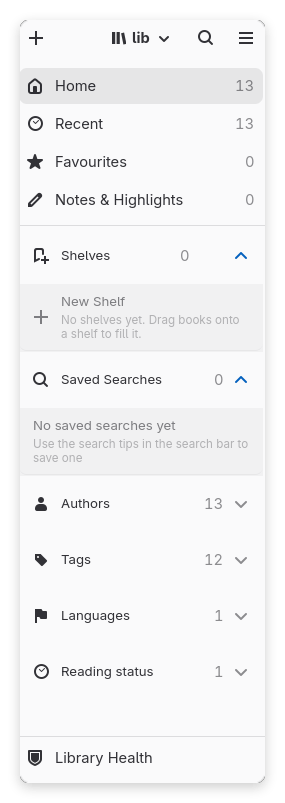 lib
Home 13
Recent 13
Favourites 0
Notes & Highlights 0
Shelves 0
New Shelf
No shelves yet. Drag books onto
a shelf to fill it.
Saved Searches 0
No saved searches yet
Use the search tips in the search bar to
save one
Authors 13
Tags 12
Languages 1
Reading status 1
Library Health